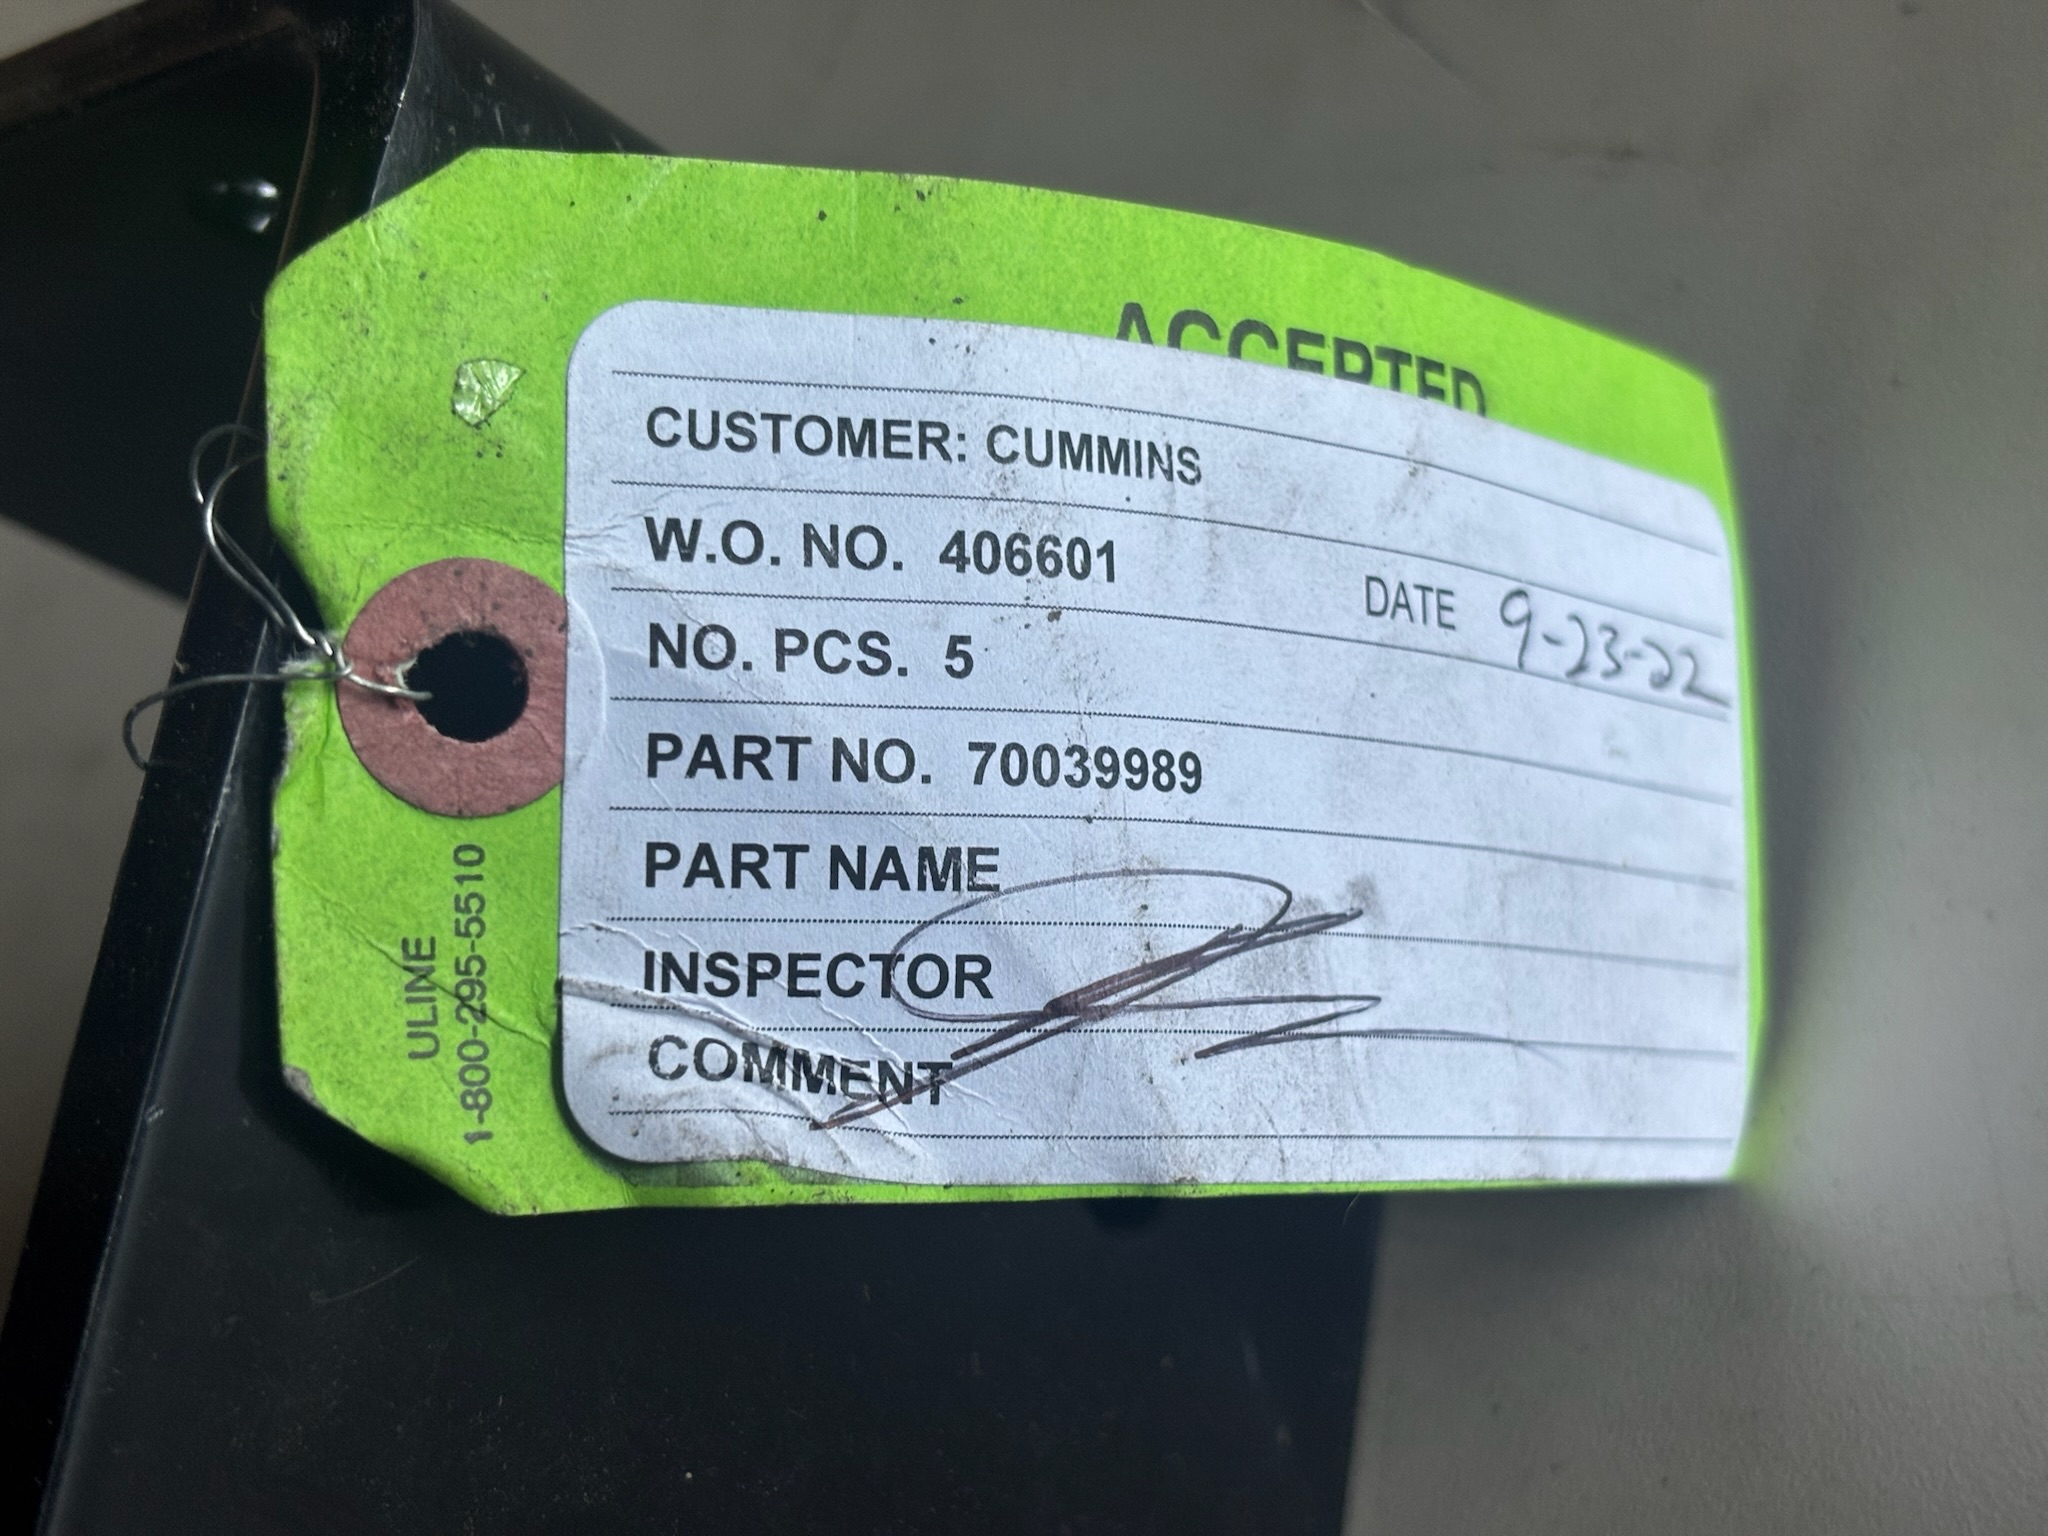 ACCEPTED
CUSTOMER: CUMMINS
W.O. NO. 406601
DATE 9-23-22
NO. PCS. 5
PART NO. 70039989
PART NAME
INSPECTOR
COMMENT
ULINE
1-800-295-5510